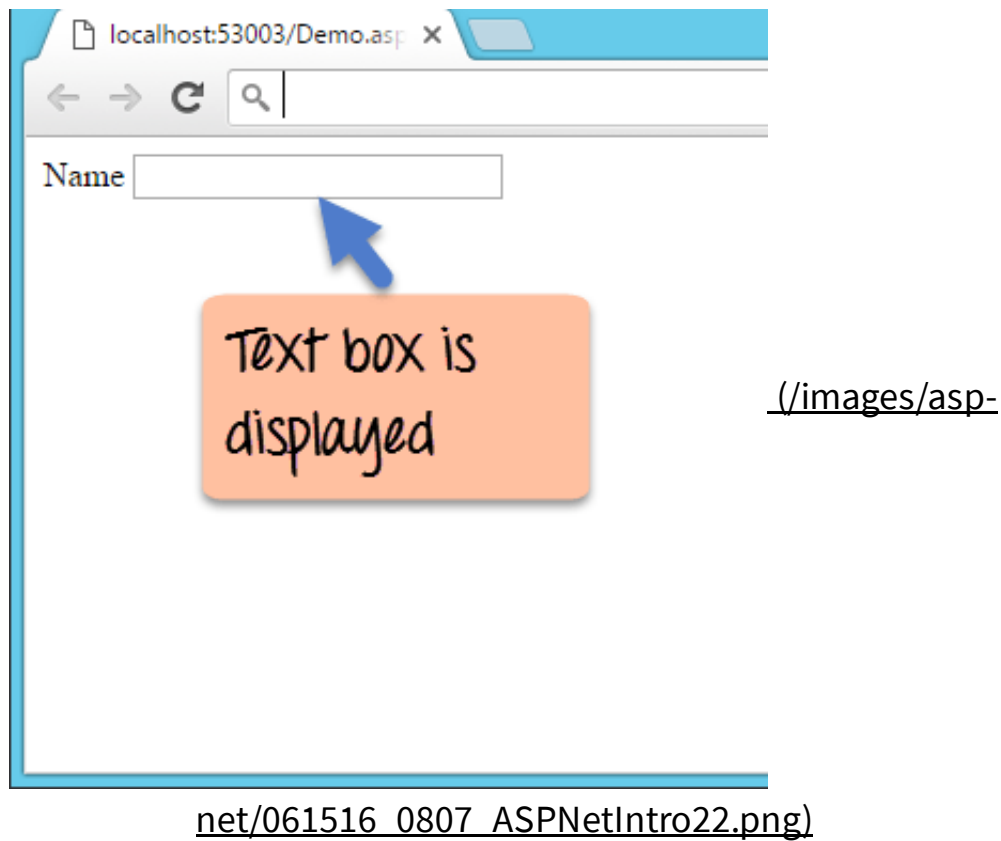 localhost:53003/Demo.asp
Name
Text box is
displayed
(/images/asp-
net/061516_0807_ASPNetIntro22.png)